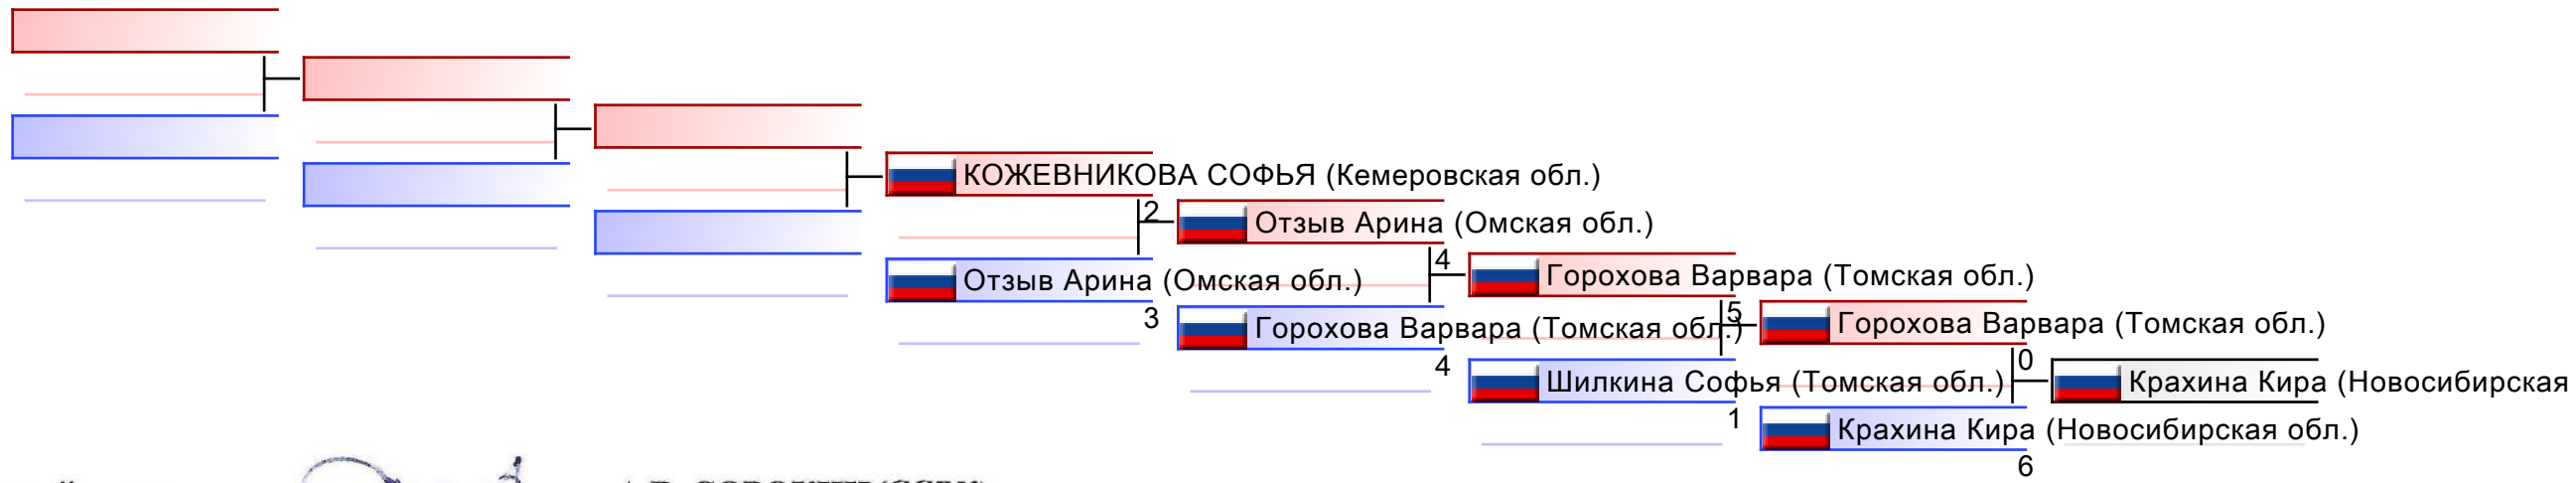 КОЖЕВНИКОВА СОФЬЯ (Кемеровская обл.)
2
Отзыв Арина (Омская обл.)
4
Отзыв Арина (Омская обл.)
3
Горохова Варвара (Томская обл.)
5
Горохова Варвара (Томская обл.)
4
Горохова Варвара (Томская обл.)
0
Шилкина Софья (Томская обл.)
1
Крахина Кира (Новосибирская
Крахина Кира (Новосибирская обл.)
6